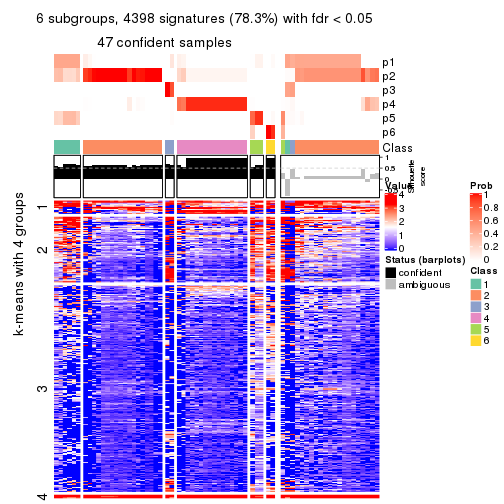 6 subgroups, 4398 signatures (78.3%) with fdr < 0.05
47 confident samples
p1
p2
p3
p4
p5
p6
Class
1
0.5
0
-0.5
Silhouette
score
k-means with 4 groups
1
2
3
4
Value
4
3
2
1
0
Status (barplots)
confident
ambiguous
Prob
1
0.8
0.6
0.4
0.2
0
Class
1
2
3
4
5
6